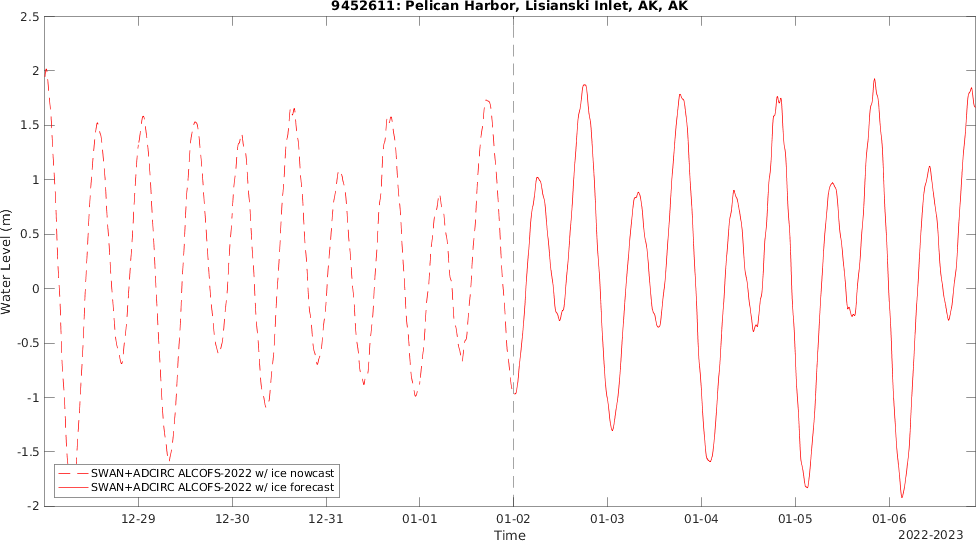 9452611: Pelican Harbor, Lisianski Inlet, AK, AK
2.5
2
1.5
1
0.5
0
-0.5
-1
-1.5
-2
Water Level (m)
SWAN+ADCIRC ALCOFS-2022 w/ ice nowcast
SWAN+ADCIRC ALCOFS-2022 w/ ice forecast
12-29 12-30 12-31 01-01 01-02 01-03 01-04 01-05 01-06
Time
2022-2023